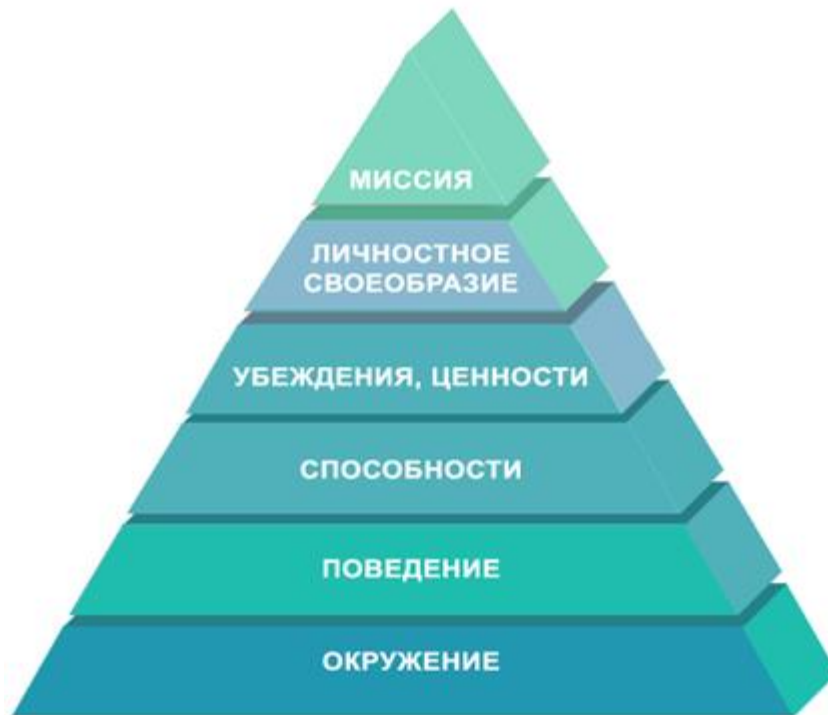 МИССИЯ
ЛИЧНОСТНОЕ
СВОЕОБРАЗИЕ
УБЕЖДЕНИЯ, ЦЕННОСТИ
СПОСОБНОСТИ
ПОВЕДЕНИЕ
ОКРУЖЕНИЕ